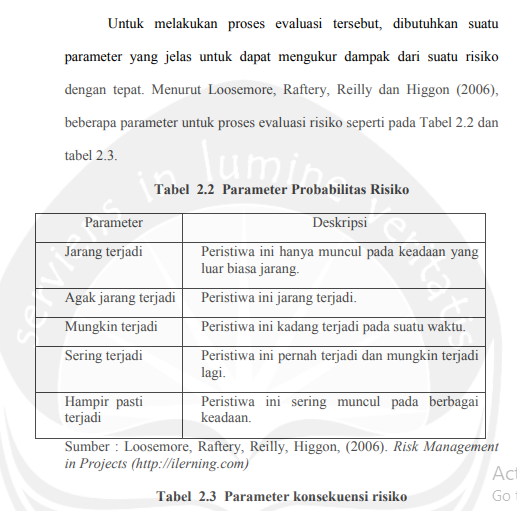 Untuk melakukan proses evaluasi tersebut, dibutuhkan suatu
parameter yang jelas untuk dapat mengukur dampak dari suatu risiko
dengan tepat. Menurut Loosemore, Raftery, Reilly dan Higgon (2006),
beberapa parameter untuk proses evaluasi risiko seperti pada Tabel 2.2 dan
tabel 2.3.
serviens in lumine veritatis
Tabel 2.2 Parameter Probabilitas Risiko
Parameter Deskripsi
Jarang terjadi Peristiwa ini hanya muncul pada keadaan yang
luar biasa jarang.
Agak jarang terjadi Peristiwa ini jarang terjadi.
Mungkin terjadi Peristiwa ini kadang terjadi pada suatu waktu.
Sering terjadi Peristiwa ini pernah terjadi dan mungkin terjadi
lagi.
Hampir pasti Peristiwa ini sering muncul pada berbagai
terjadi keadaan.
Sumber : Loosemore, Raftery, Reilly, Higgon, (2006). Risk Management
in Projects (http://ilerning.com)
Act
Go t
Tabel 2.3 Parameter konsekuensi risiko